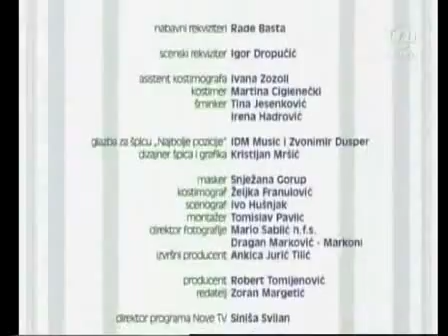 nabavni rekviziteri Rade Basta
scenski rekviziter Igor Dropučić
asistent kostimografa Ivana Zozoli
kostimer Martina Ciglenečki
šminker Tina Jesenković
Irena Hadrović
glazba za špicu „Najbolje pozicije" IDM Music i Zvonimir Dusper
dizajner špica i grafika Kristijan Mršić
masker Snježana Gorup
kostimograf Željka Franulović
scenograf Ivo Hušnjak
montažer Tomislav Pavlic
direktor fotografije Mario Sablić n.f.s.
Dragan Marković - Markoni
izvršni producent Ankica Jurić Tilić
producent Robert Tomijenović
redatelj Zoran Margetić
direktor programa Nove TV Siniša Svilan